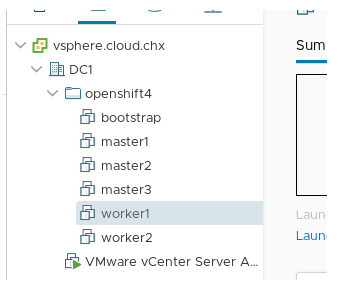 vsphere.cloud.chx
DC1
openshift4
bootstrap
master1
master2
master3
worker1
worker2
VMware vCenter Server A...
Sum
Laun
Laun